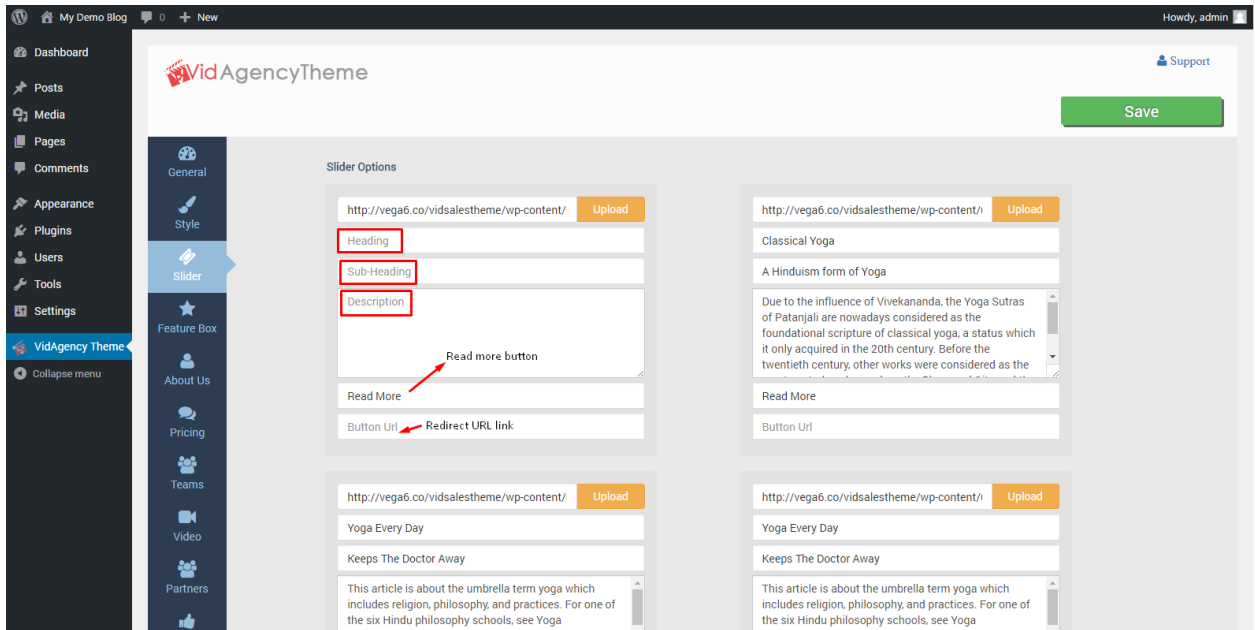 My Demo Blog
0
New
Howdy, admin
Dashboard
Posts
Media
Pages
Comments
Appearance
Plugins
Users
Tools
Settings
VidAgency Theme
Collapse menu
VidAgencyTheme
Support
Save
General
Style
Slider
Feature Box
About Us
Pricing
Teams
Video
Partners
Slider Options
http://vega6.co/vidsalestheme/wp-content/
Upload
Heading
Sub-Heading
Description
Read more button
Read More
Button Url
Redirect URL link
http://vega6.co/vidsalestheme/wp-content/
Upload
Classical Yoga
A Hinduism form of Yoga
Due to the influence of Vivekananda, the Yoga Sutras
of Patanjali are nowadays considered as the
foundational scripture of classical yoga, a status which
it only acquired in the 20th century. Before the
twentieth century, other works were considered as the
Read More
Button Url
http://vega6.co/vidsalestheme/wp-content/
Upload
Yoga Every Day
Keeps The Doctor Away
This article is about the umbrella term yoga which
includes religion, philosophy, and practices. For one of
the six Hindu philosophy schools, see Yoga
http://vega6.co/vidsalestheme/wp-content/
Upload
Yoga Every Day
Keeps The Doctor Away
This article is about the umbrella term yoga which
includes religion, philosophy, and practices. For one of
the six Hindu philosophy schools, see Yoga